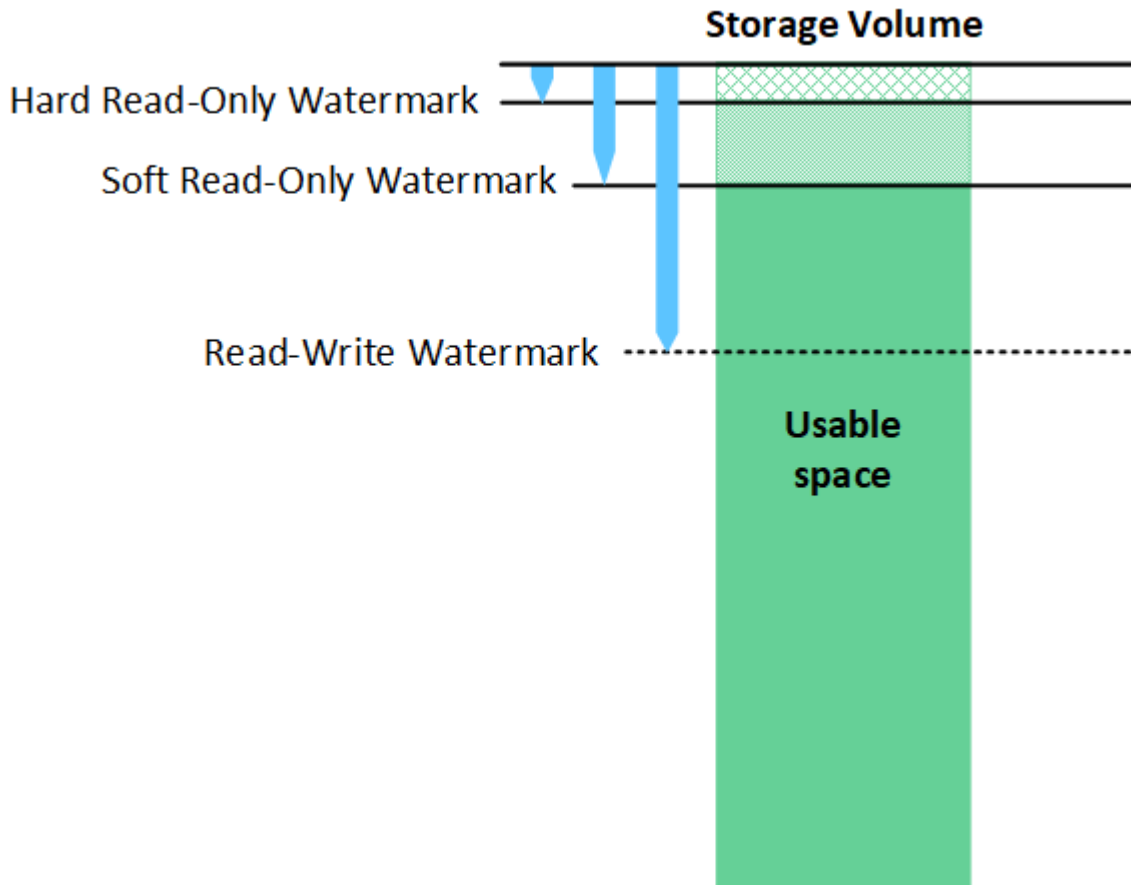 Storage Volume
Hard Read-Only Watermark
Soft Read-Only Watermark
Read-Write Watermark
Usable
space